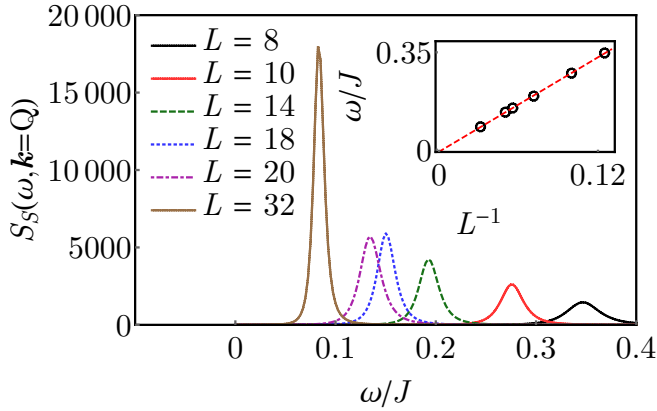 20 000
15 000
10 000
5000
0
S_S(ω,k=Q)
L = 8
L = 10
L = 14
L = 18
L = 20
L = 32
0.35
0
ω/J
0
0.12
L⁻¹
0
0.1
0.2
0.3
0.4
ω/J